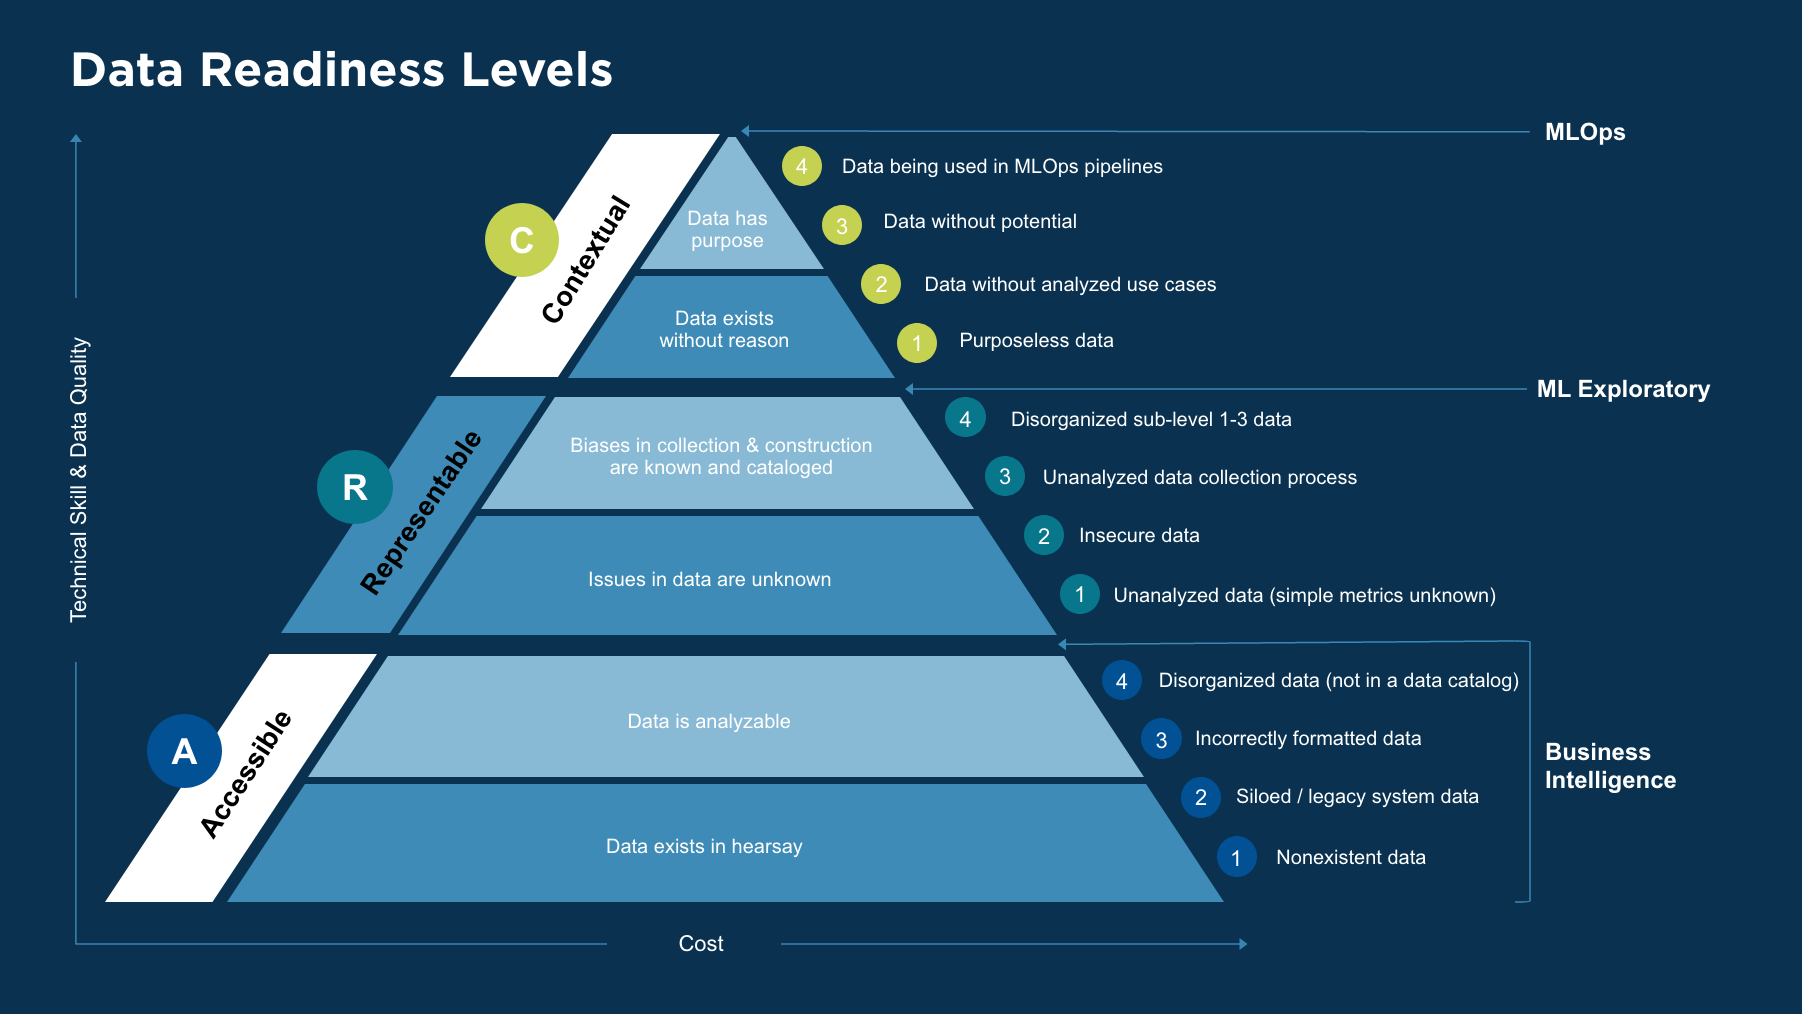 Data Readiness Levels
MLOps
4 Data being used in MLOps pipelines
C
Contextual
Data has
purpose
3 Data without potential
2 Data without analyzed use cases
Data exists
without reason
1 Purposeless data
ML Exploratory
Technical Skill & Data Quality
R
Representable
Biases in collection & construction
are known and cataloged
4 Disorganized sub-level 1-3 data
3 Unanalyzed data collection process
2 Insecure data
Issues in data are unknown
1 Unanalyzed data (simple metrics unknown)
A
Accessible
Data is analyzable
4 Disorganized data (not in a data catalog)
3 Incorrectly formatted data
Business
Intelligence
2 Siloed / legacy system data
Data exists in hearsay
1 Nonexistent data
Cost